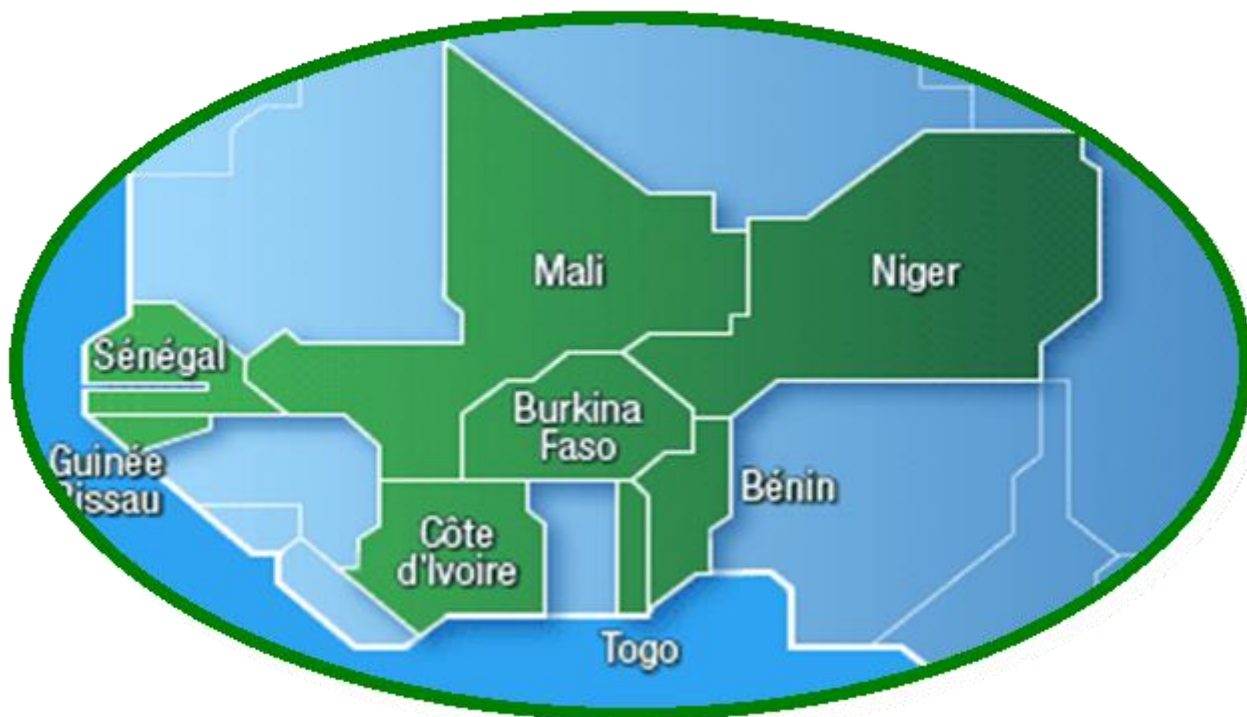 Mali
Niger
Sénégal
Burkina
Faso
Guinée
Bissau
Bénin
Côte
d'Ivoire
Togo